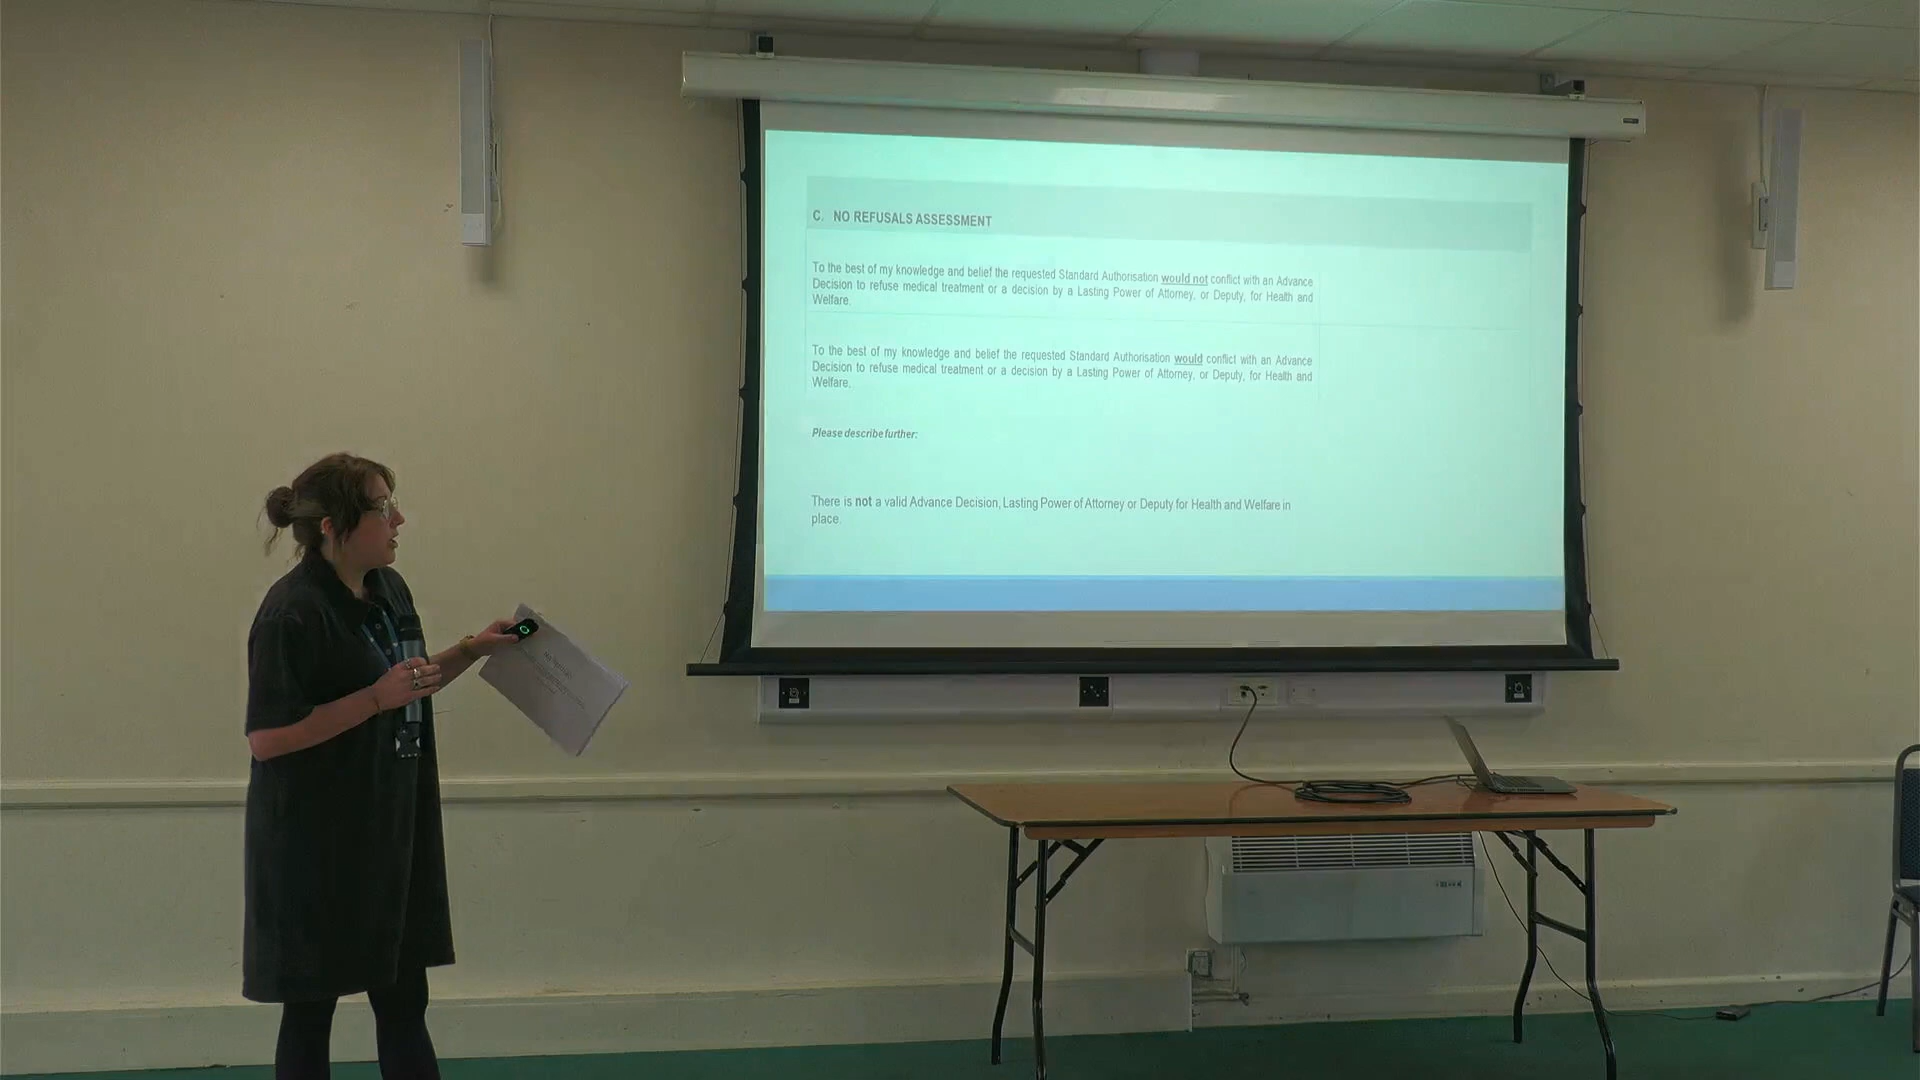 C. NO REFUSALS ASSESSMENT
To the best of my knowledge and belief the requested Standard Authorisation would not conflict with an Advance
Decision to refuse medical treatment or a decision by a Lasting Power of Attorney, or Deputy, for Health and
Welfare.
To the best of my knowledge and belief the requested Standard Authorisation would conflict with an Advance
Decision to refuse medical treatment or a decision by a Lasting Power of Attorney, or Deputy, for Health and
Welfare.
Please describe further:
There is not a valid Advance Decision, Lasting Power of Attorney or Deputy for Health and Welfare in
place.